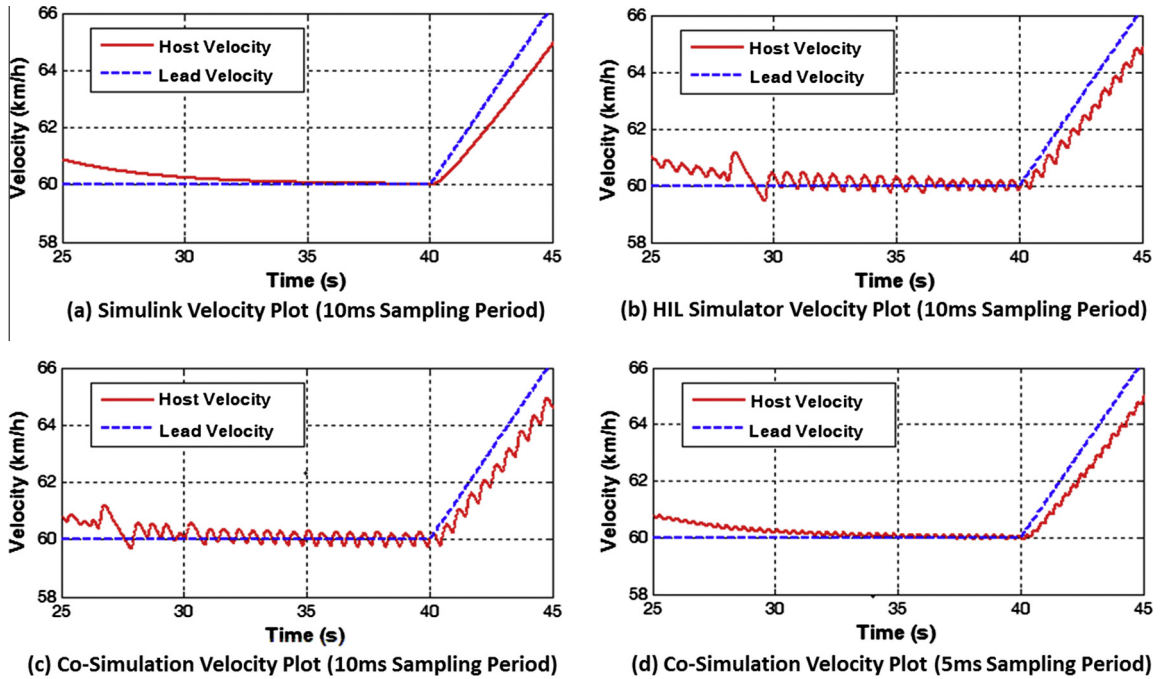 Host Velocity
Lead Velocity
Velocity (km/h)
66
64
62
60
58
25 30 35 40 45
Time (s)
(a) Simulink Velocity Plot (10ms Sampling Period)
Host Velocity
Lead Velocity
Velocity (km/h)
66
64
62
60
58
25 30 35 40 45
Time (s)
(b) HIL Simulator Velocity Plot (10ms Sampling Period)
Host Velocity
Lead Velocity
Velocity (km/h)
66
64
62
60
58
25 30 35 40 45
Time (s)
(c) Co-Simulation Velocity Plot (10ms Sampling Period)
Host Velocity
Lead Velocity
Velocity (km/h)
66
64
62
60
58
25 30 35 40 45
Time (s)
(d) Co-Simulation Velocity Plot (5ms Sampling Period)